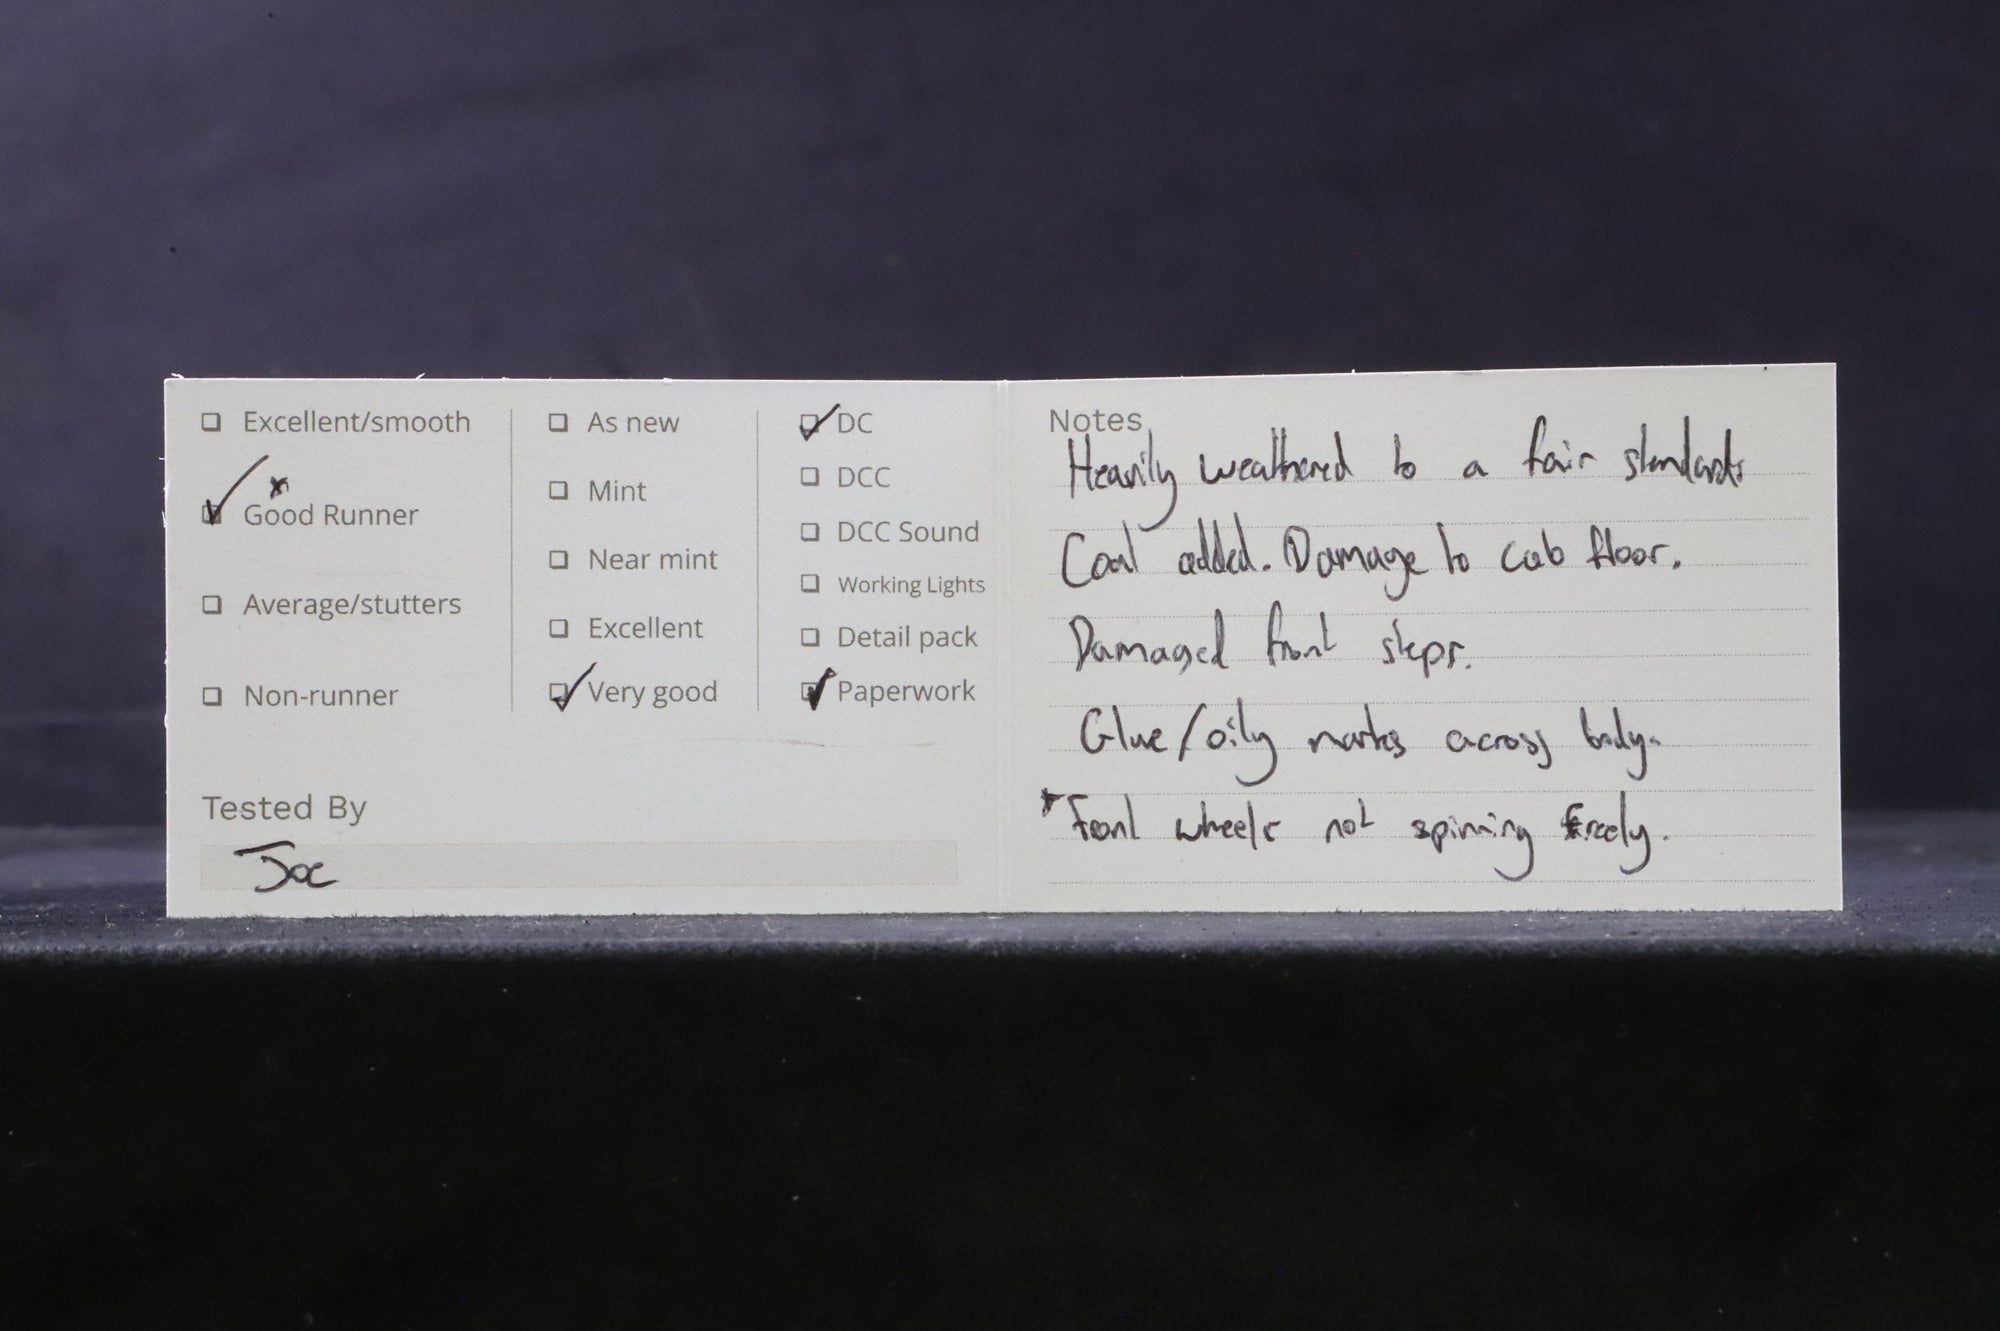 ☐ Excellent/smooth
☑ Good Runner *
☐ Average/stutters
☐ Non-runner
☐ As new
☐ Mint
☐ Near mint
☐ Excellent
☑ Very good
☑ DC
☐ DCC
☐ DCC Sound
☐ Working Lights
☐ Detail pack
☑ Paperwork
Tested By
Joe
Notes
Heavily weathered to a fair standard.
Coal added. Damage to cab floor.
Damaged front steps.
Glue/oily marks across body.
* Front wheels not spinning freely.